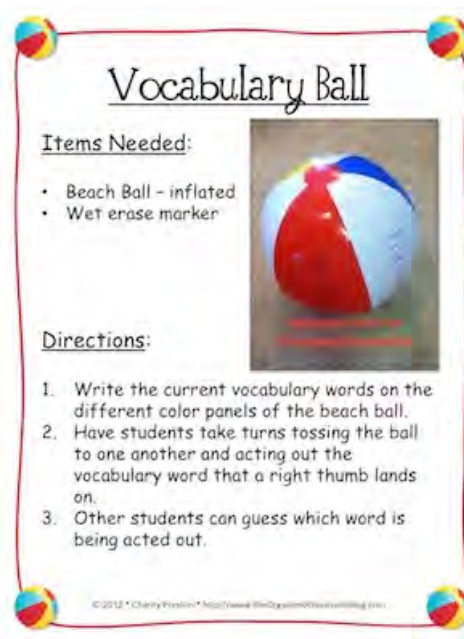 Vocabulary Ball
Items Needed:
• Beach Ball - inflated
• Wet erase marker
Directions:
1. Write the current vocabulary words on the
different color panels of the beach ball.
2. Have students take turns tossing the ball
to one another and acting out the
vocabulary word that a right thumb lands
on.
3. Other students can guess which word is
being acted out.
© 2012 * Charity Preston *